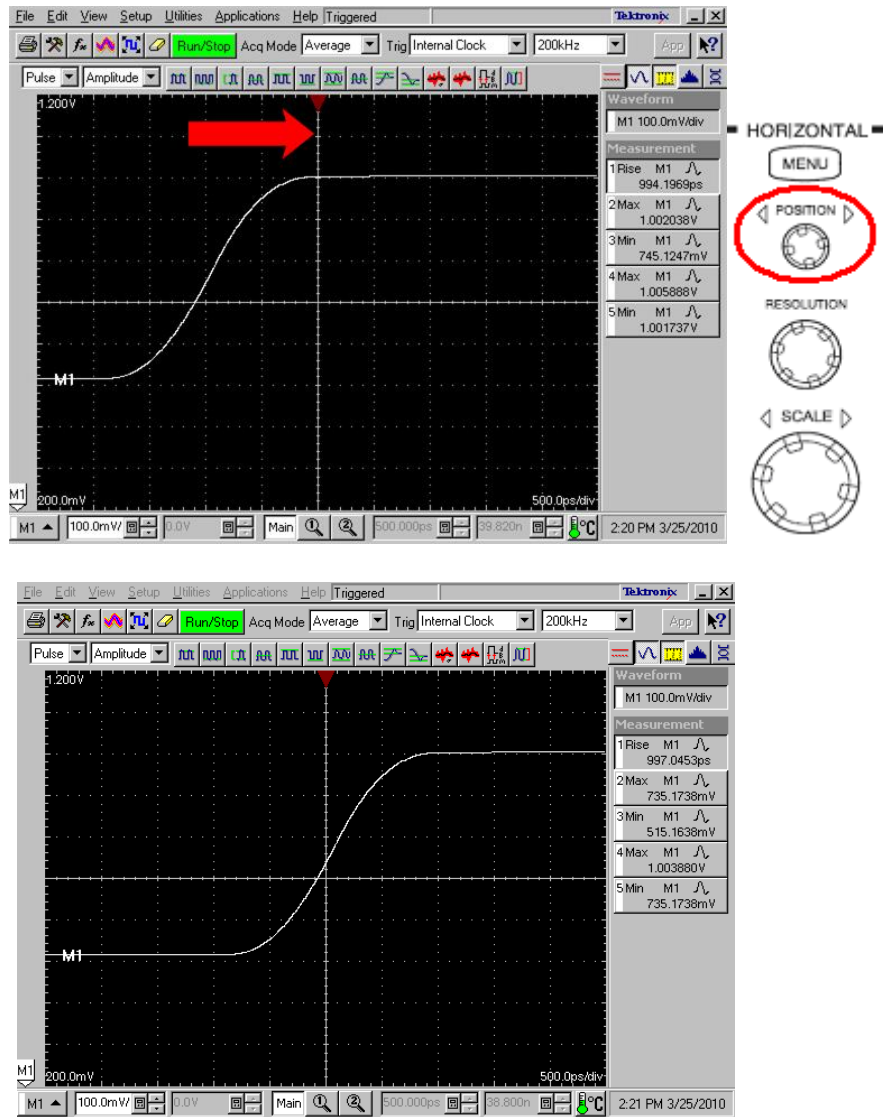 File Edit View Setup Utilities Applications Help Triggered Tektronix
Run/Stop Acq Mode Average Trig Internal Clock 200kHz App
Pulse Amplitude
1.200V
Waveform
M1 100.0mV/div
Measurement
1 Rise M1
994.1969ps
2 Max M1
1.002038V
3 Min M1
745.1247mV
4 Max M1
1.005888V
5 Min M1
1.001737V
M1
M1
200.0mV 500.0ps/div
M1 100.0mV/ 0.0V Main 500.000ps 39.820n °C 2:20 PM 3/25/2010
HORIZONTAL
MENU
POSITION
RESOLUTION
SCALE
File Edit View Setup Utilities Applications Help Triggered Tektronix
Run/Stop Acq Mode Average Trig Internal Clock 200kHz App
Pulse Amplitude
1.200V
Waveform
M1 100.0mV/div
Measurement
1 Rise M1
997.0453ps
2 Max M1
735.1738mV
3 Min M1
515.1638mV
4 Max M1
1.003880V
5 Min M1
735.1738mV
M1
M1
200.0mV 500.0ps/div
M1 100.0mV/ 0.0V Main 500.000ps 38.800n °C 2:21 PM 3/25/2010